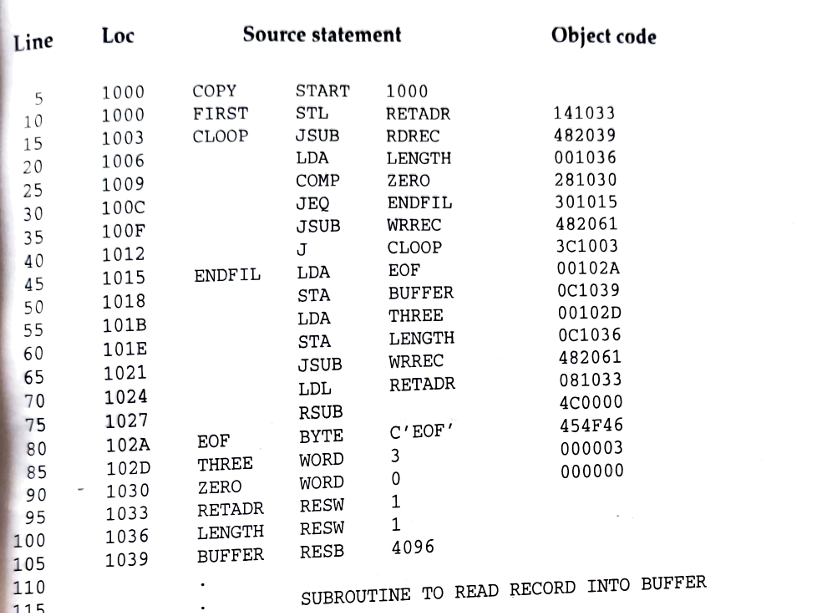 Line Loc Source statement Object code
5 1000 COPY START 1000
10 1000 FIRST STL RETADR 141033
15 1003 CLOOP JSUB RDREC 482039
20 1006 LDA LENGTH 001036
25 1009 COMP ZERO 281030
30 100C JEQ ENDFIL 301015
35 100F JSUB WRREC 482061
40 1012 J CLOOP 3C1003
45 1015 ENDFIL LDA EOF 00102A
50 1018 STA BUFFER 0C1039
55 101B LDA THREE 00102D
60 101E STA LENGTH 0C1036
65 1021 JSUB WRREC 482061
70 1024 LDL RETADR 081033
75 1027 RSUB 4C0000
80 102A EOF BYTE C'EOF' 454F46
85 102D THREE WORD 3 000003
90 1030 ZERO WORD 0 000000
95 1033 RETADR RESW 1
100 1036 LENGTH RESW 1
105 1039 BUFFER RESB 4096
110 .
115 . SUBROUTINE TO READ RECORD INTO BUFFER